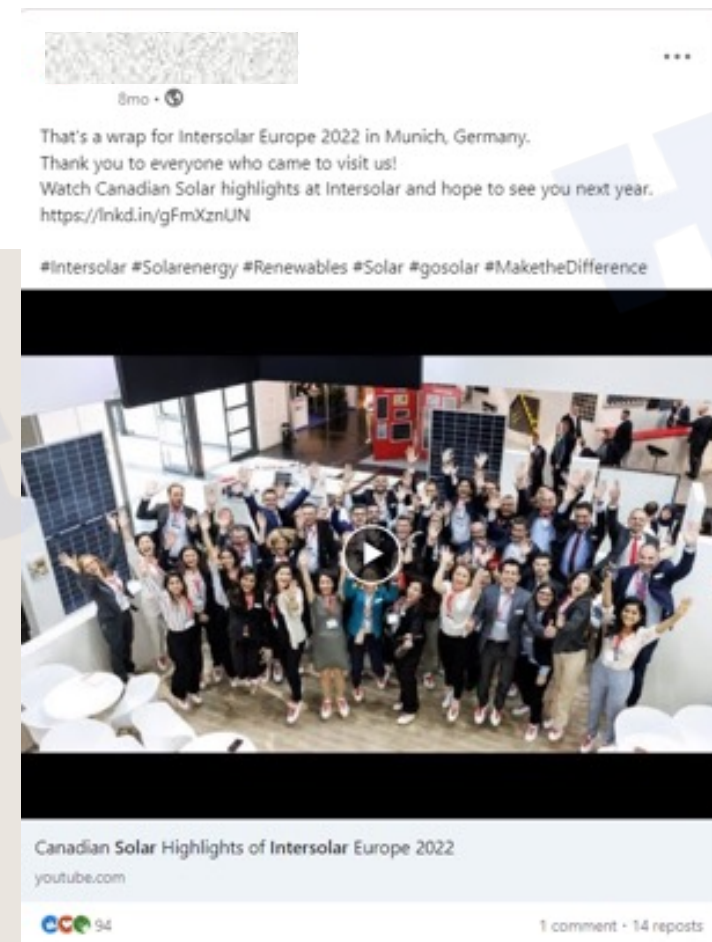 8mo •
That's a wrap for Intersolar Europe 2022 in Munich, Germany.
Thank you to everyone who came to visit us!
Watch Canadian Solar highlights at Intersolar and hope to see you next year.
https://lnkd.in/gFmXznUN
#Intersolar #Solarenergy #Renewables #Solar #gosolar #MaketheDifference
Canadian Solar Highlights of Intersolar Europe 2022
youtube.com
94
1 comment • 14 reposts